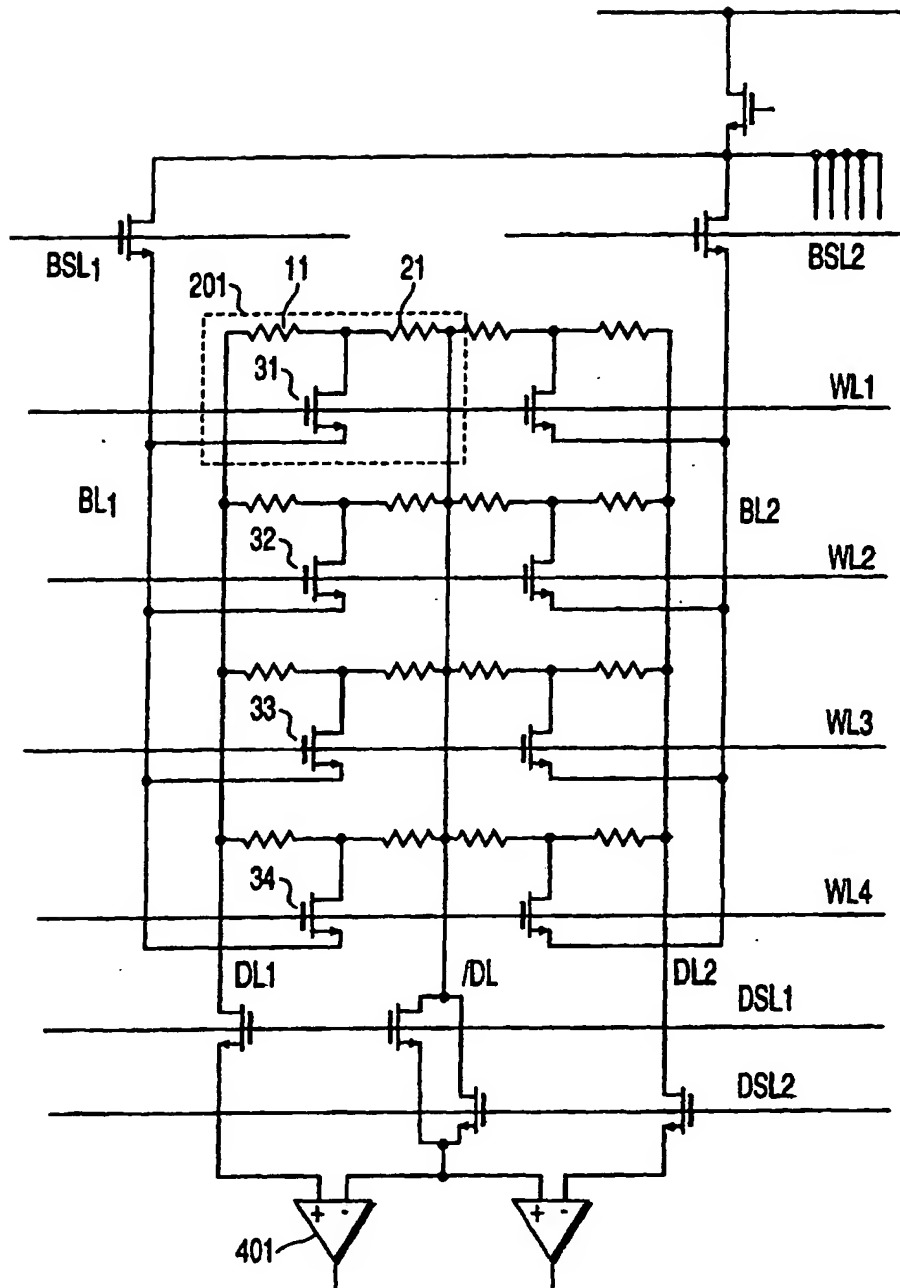 BSL1
BSL2
201
11
21
31
WL1
BL1
BL2
32
WL2
33
WL3
34
WL4
DL1
/DL
DL2
DSL1
DSL2
+ -
+ -
401